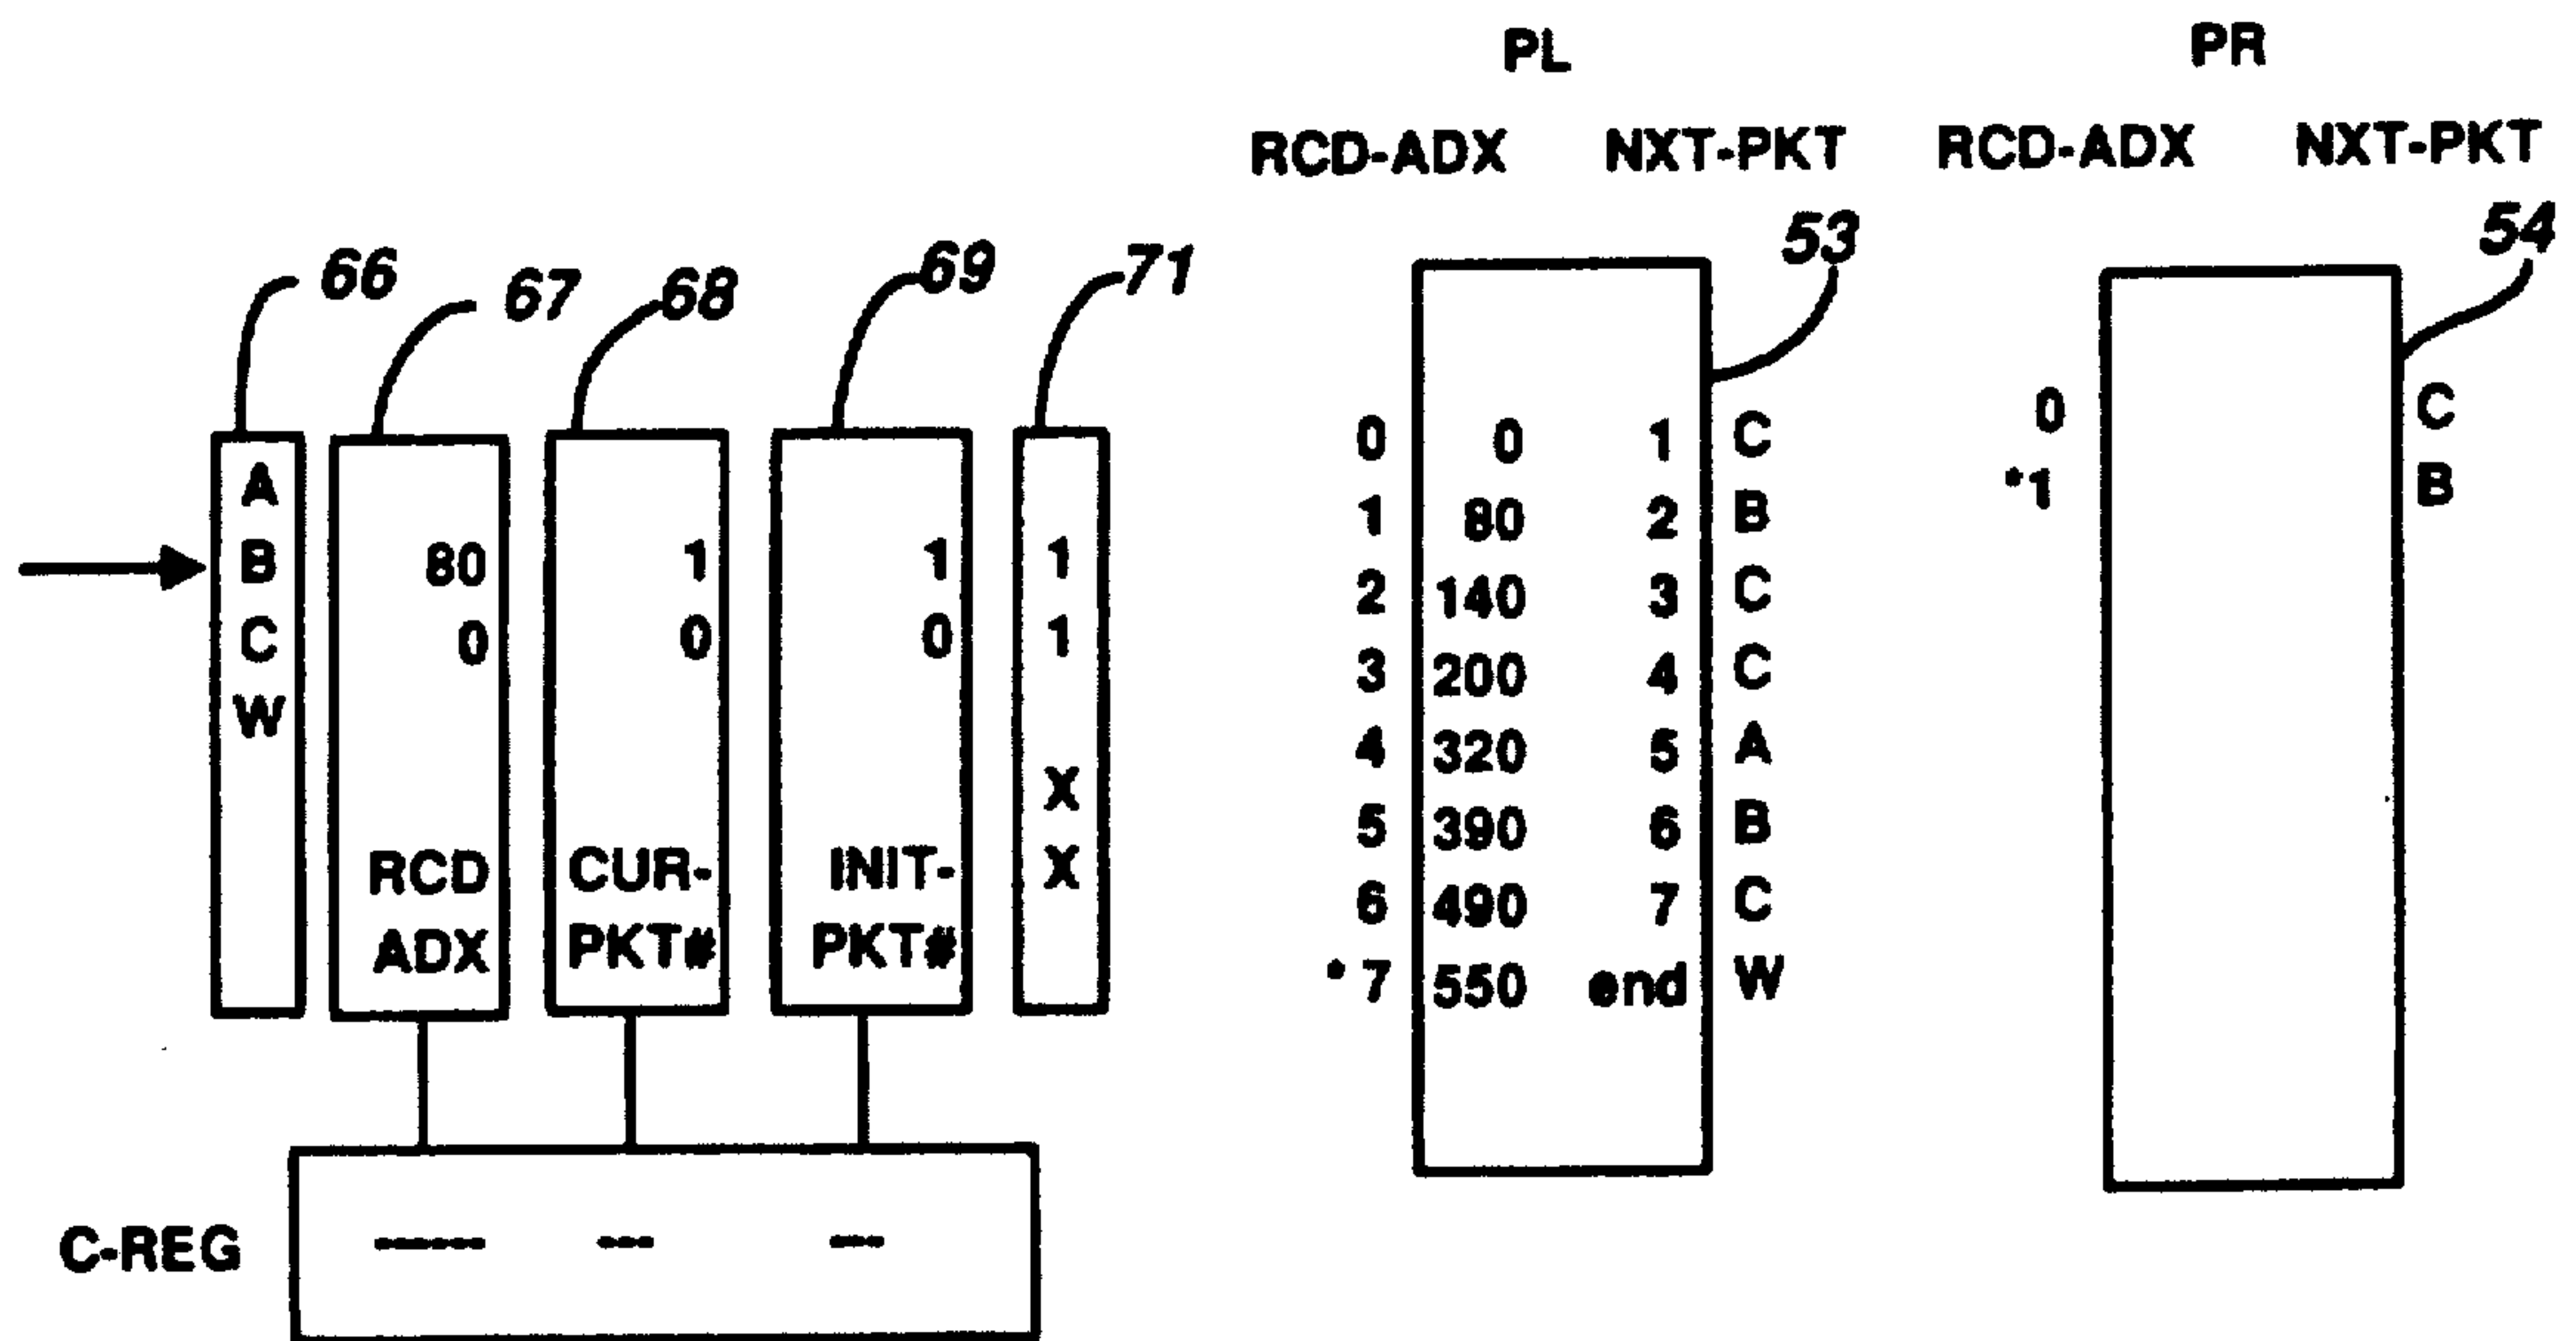 PL PR
RCD-ADX NXT-PKT RCD-ADX NXT-PKT
66 67 68 69 71 53 54
A
B 80 1 1 1
C 0 0 0 1
W
X
X
RCD ADX
CUR-PKT#
INIT-PKT#
C-REG ----- --- ---
0 0 1 C
1 80 2 B
2 140 3 C
3 200 4 C
4 320 5 A
5 390 6 B
6 490 7 C
*7 550 end W
0 C
*1 B